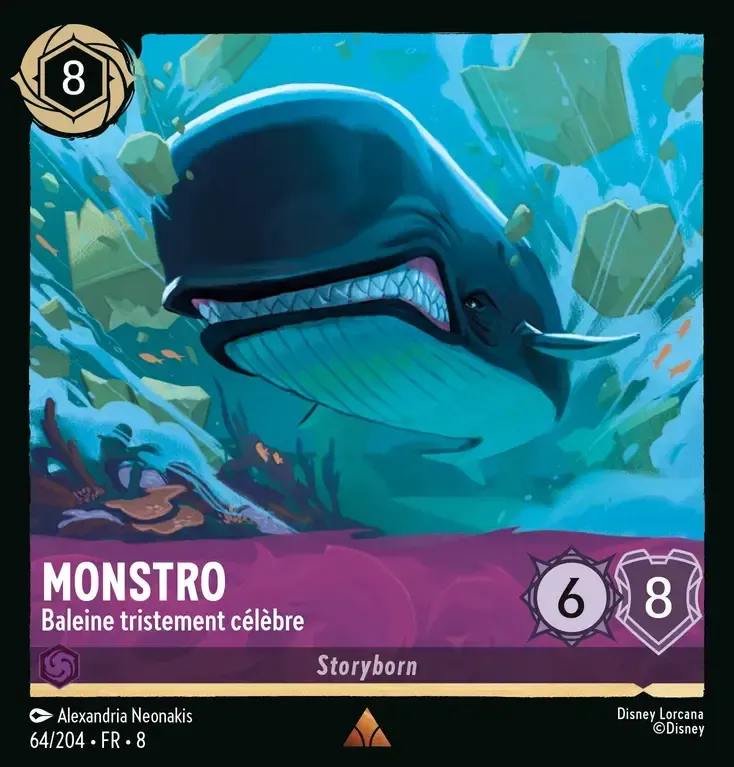 8
MONSTRO
Baleine tristement célèbre
6
8
Storyborn
Alexandria Neonakis
64/204 • FR • 8
Disney Lorcana
©Disney